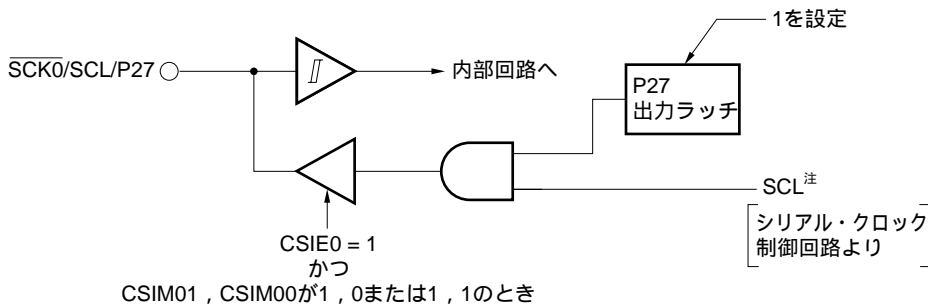 1を設定
SCK0/SCL/P27
内部回路へ
P27
出力ラッチ
SCL注
シリアル・クロック
制御回路より
CSIE0 = 1
かつ
CSIM01，CSIM00が1，0または1，1のとき